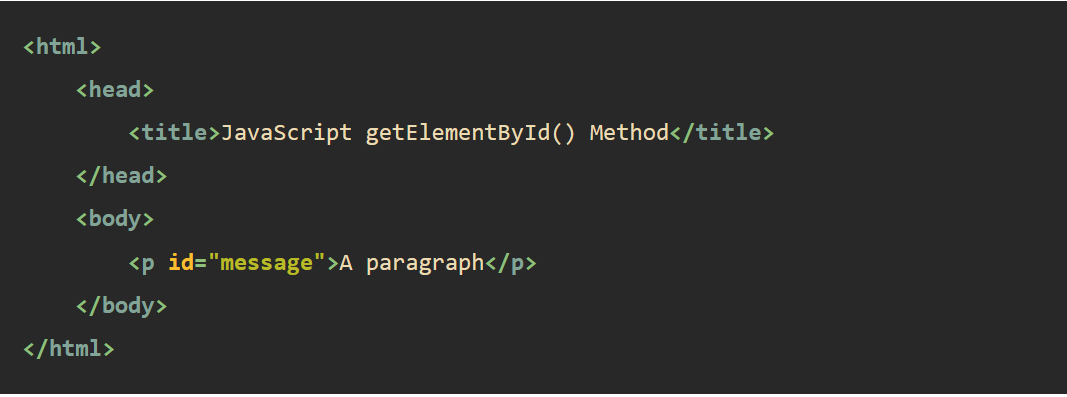 <html>
    <head>
        <title>JavaScript getElementById() Method</title>
    </head>
    <body>
        <p id="message">A paragraph</p>
    </body>
</html>